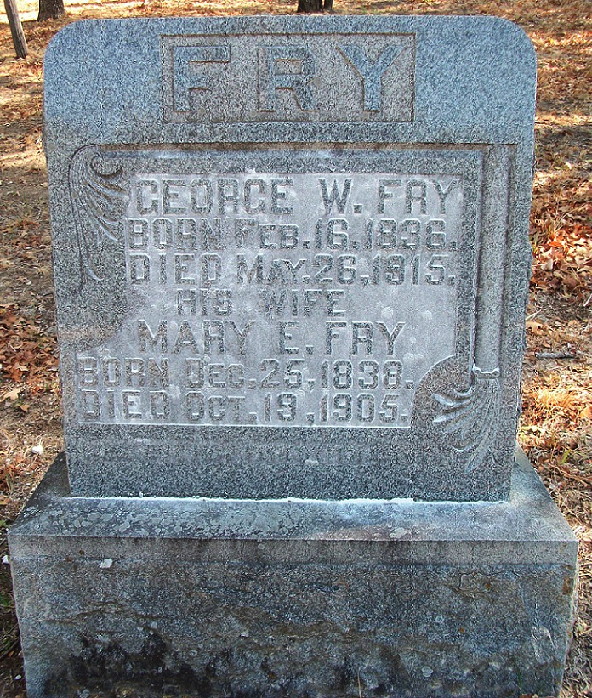 FRY
GEORGE W. FRY
BORN FEB. 16, 1836.
DIED MAY. 26, 1915.
HIS WIFE
MARY E. FRY
BORN DEC. 25, 1838.
DIED OCT. 19, 1905.